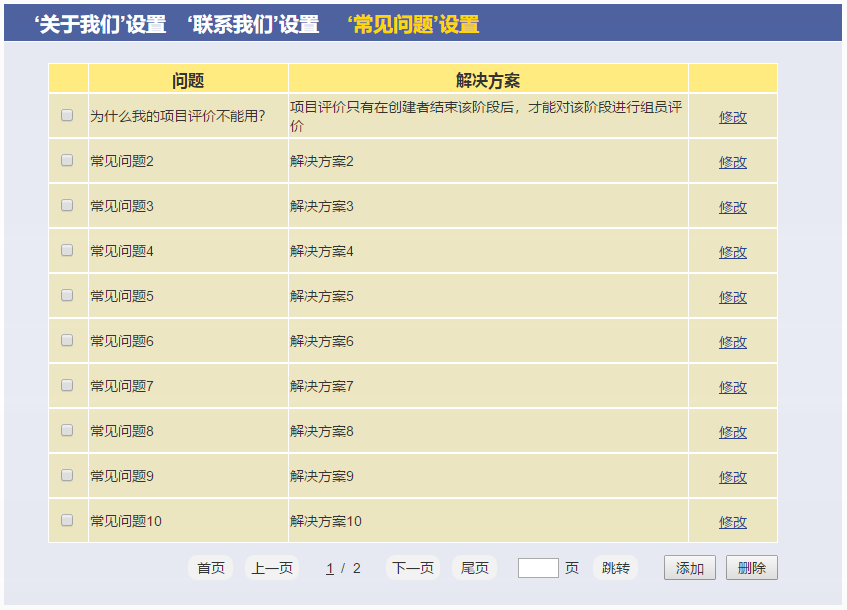 ‘关于我们’设置 ‘联系我们’设置 ‘常见问题’设置
问题 解决方案
为什么我的项目评价不能用? 项目评价只有在创建者结束该阶段后，才能对该阶段进行组员评
价 修改
常见问题2 解决方案2 修改
常见问题3 解决方案3 修改
常见问题4 解决方案4 修改
常见问题5 解决方案5 修改
常见问题6 解决方案6 修改
常见问题7 解决方案7 修改
常见问题8 解决方案8 修改
常见问题9 解决方案9 修改
常见问题10 解决方案10 修改
首页 上一页 1 / 2 下一页 尾页 页 跳转 添加 删除